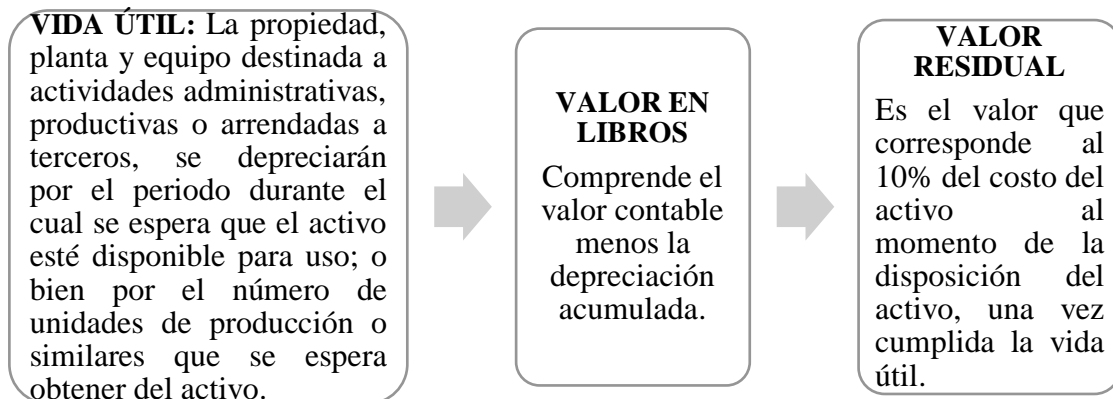 VIDA ÚTIL: La propiedad,
planta y equipo destinada a
actividades administrativas,
productivas o arrendadas a
terceros, se depreciarán
por el periodo durante el
cual se espera que el activo
esté disponible para uso; o
bien por el número de
unidades de producción o
similares que se espera
obtener del activo.
VALOR EN
LIBROS
Comprende el
valor contable
menos la
depreciación
acumulada.
VALOR
RESIDUAL
Es el valor que
corresponde al
10% del costo del
activo al
momento de la
disposición del
activo, una vez
cumplida la vida
útil.